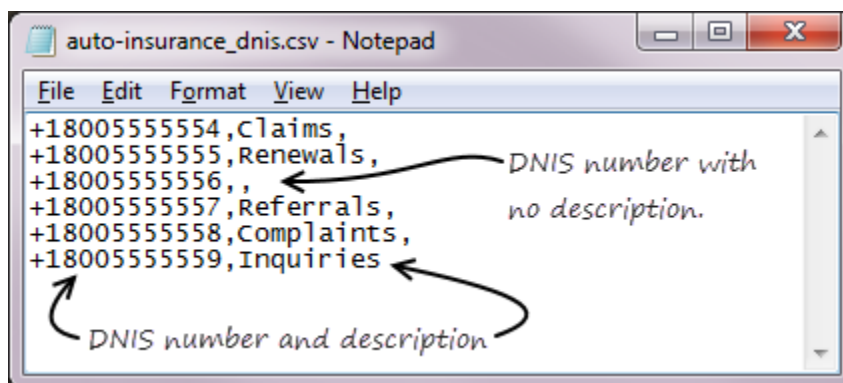 auto-insurance_dnis.csv - Notepad
File Edit Format View Help
+18005555554,Claims,
+18005555555,Renewals,
+18005555556,,
+18005555557,Referrals,
+18005555558,Complaints,
+18005555559,Inquiries
DNIS number with
no description.
DNIS number and description